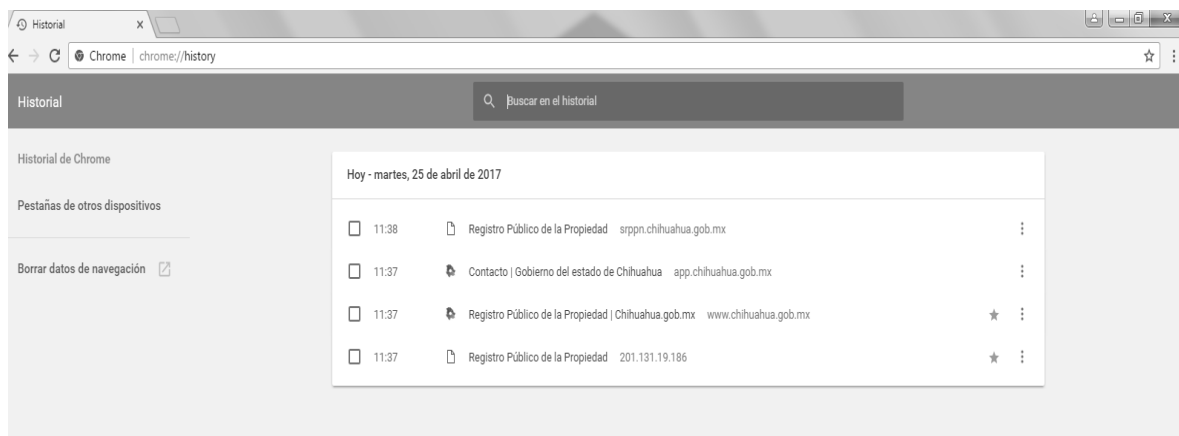 Historial
Chrome | chrome://history
Historial
Buscar en el historial
Historial de Chrome
Pestañas de otros dispositivos
Borrar datos de navegación
Hoy - martes, 25 de abril de 2017
11:38 Registro Público de la Propiedad srppn.chihuahua.gob.mx
11:37 Contacto | Gobierno del estado de Chihuahua app.chihuahua.gob.mx
11:37 Registro Público de la Propiedad | Chihuahua.gob.mx www.chihuahua.gob.mx
11:37 Registro Público de la Propiedad 201.131.19.186